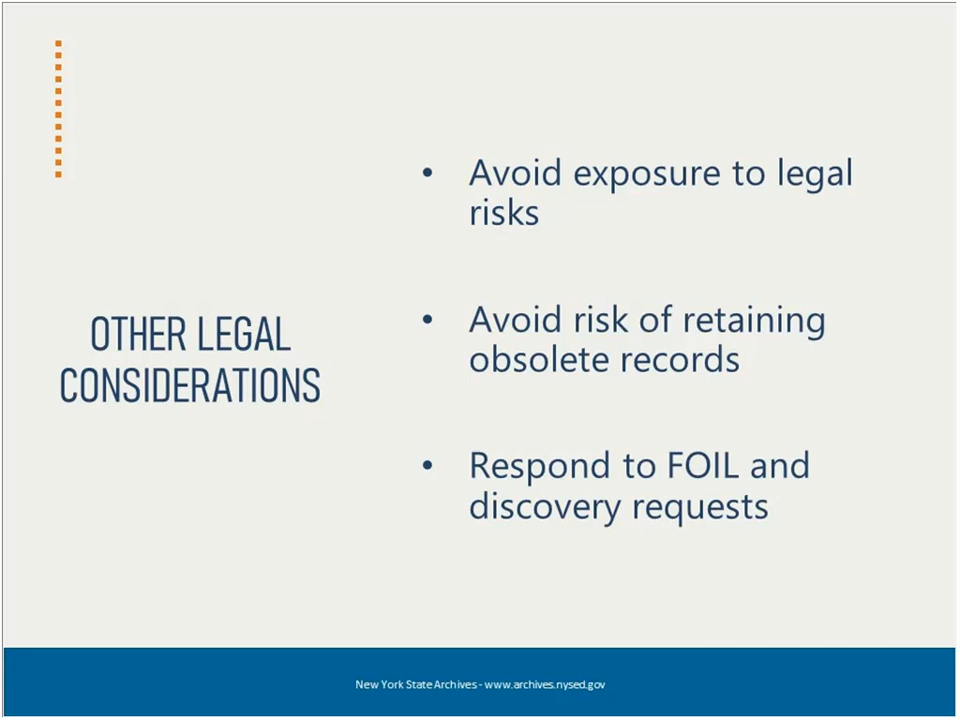 OTHER LEGAL
CONSIDERATIONS
• Avoid exposure to legal
risks
• Avoid risk of retaining
obsolete records
• Respond to FOIL and
discovery requests
New York State Archives - www.archives.nysed.gov